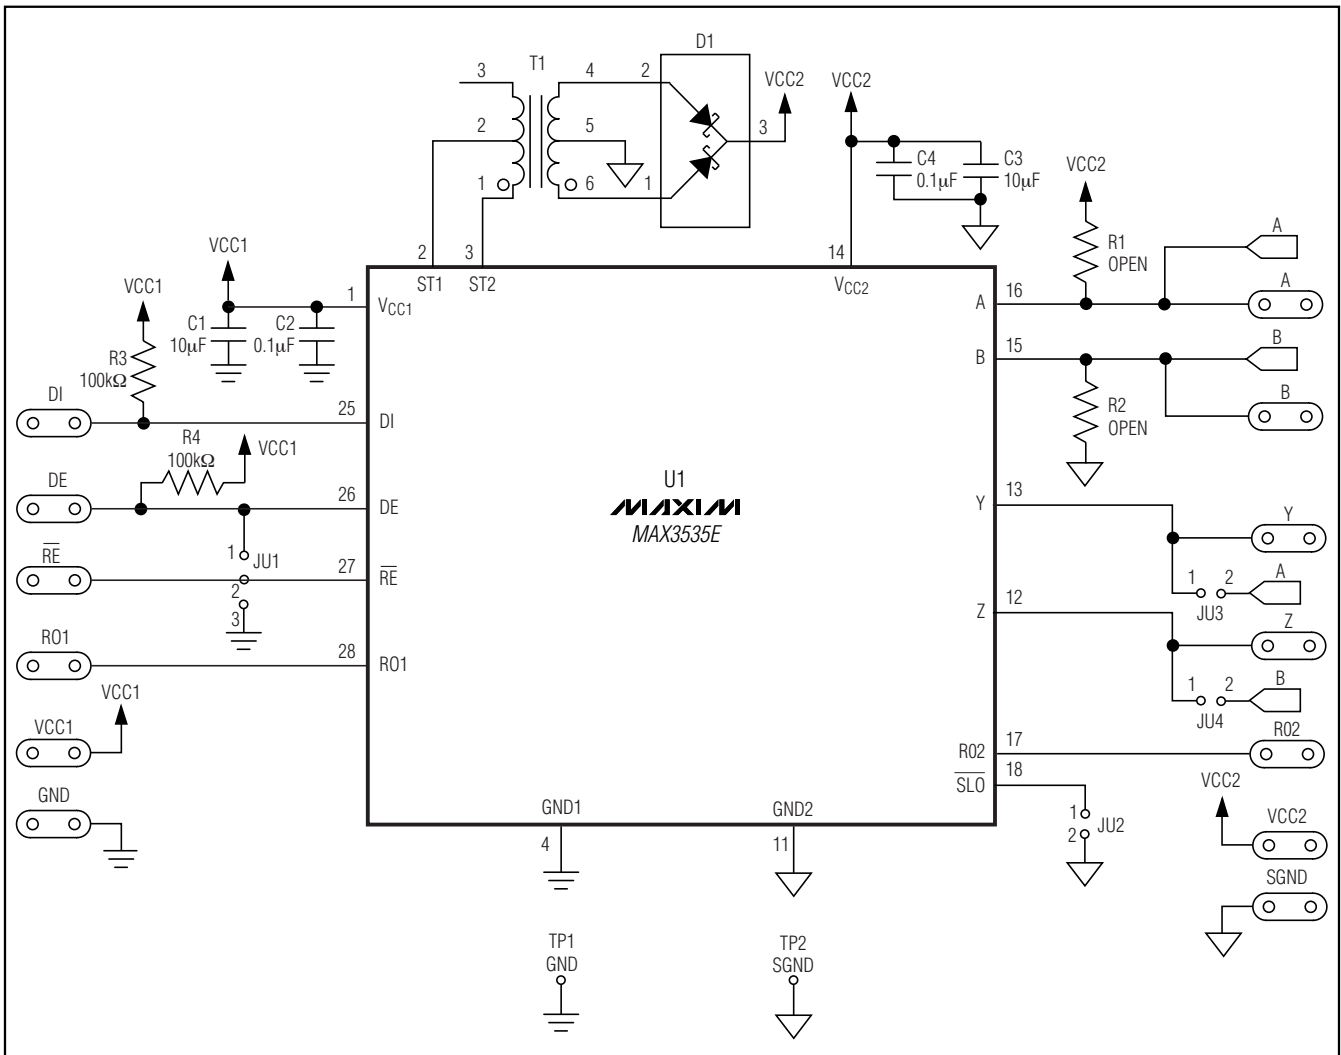 D1
T1
3
4
2
VCC2
VCC2
2
5
3
1
6
1
C4
0.1μF
C3
10μF
VCC2
R1
OPEN
A
A
VCC1
VCC1
2
3
14
ST1
ST2
VCC2
1
VCC1
C1
10μF
C2
0.1μF
A
16
B
15
B
B
R3
100kΩ
R2
OPEN
DI
25
DI
R4
100kΩ
VCC1
DE
26
DE
U1
MAXIM
MAX3535E
Y
13
Y
RE
1
JU1
2
3
27
RE
1
2
A
JU3
Z
12
Z
RO1
28
RO1
1
2
B
JU4
VCC1
VCC1
RO2
17
RO2
SLO
18
VCC2
GND
GND1
GND2
1
2
JU2
VCC2
4
11
SGND
TP1
GND
TP2
SGND